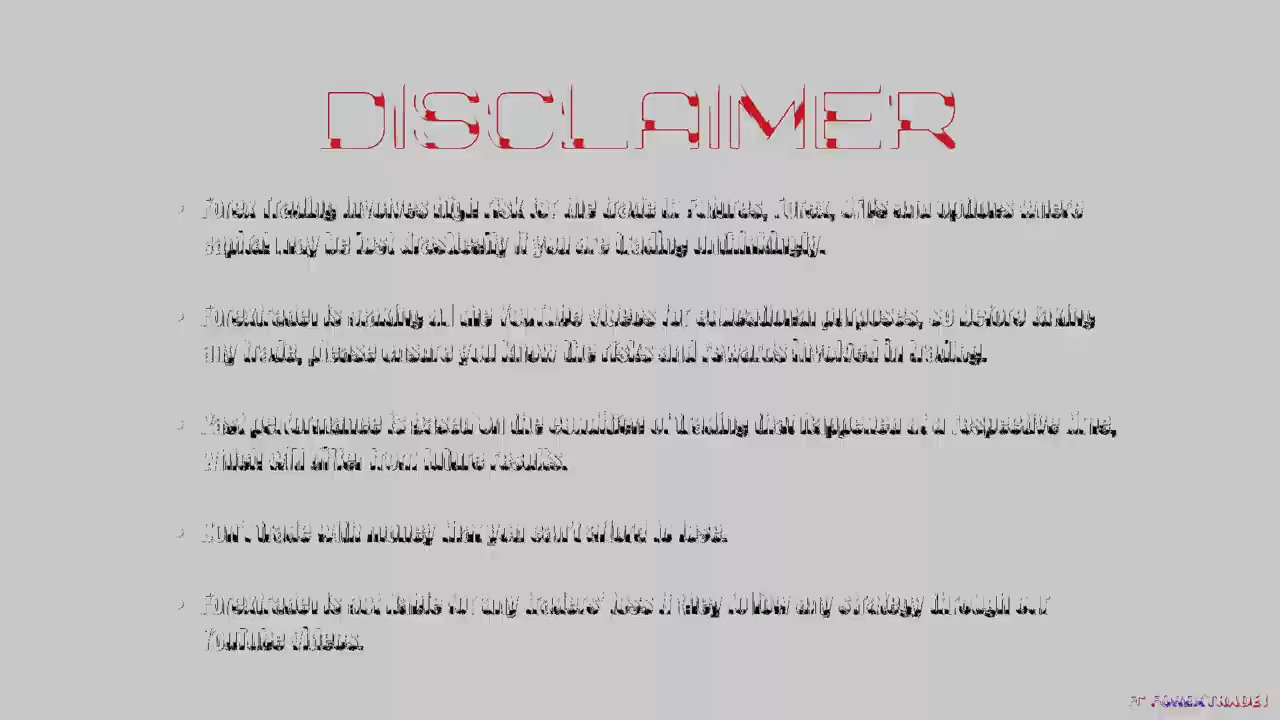 DISCLAIMER
Forex Trading involves high risk for the trade in Futures, Forex, CFDs and options where
capital may be lost drastically if you are trading unthinkingly.
Forextrader is making all the YouTube videos for educational purposes, so before taking
any trade, please ensure you know the risks and rewards involved in trading.
Past performance is based on the condition of trading that happened at a respective time,
which will differ from future results.
Don't trade with money that you can't afford to lose.
Forextrader is not liable for any traders' loss if they follow any strategy through our
YouTube videos.